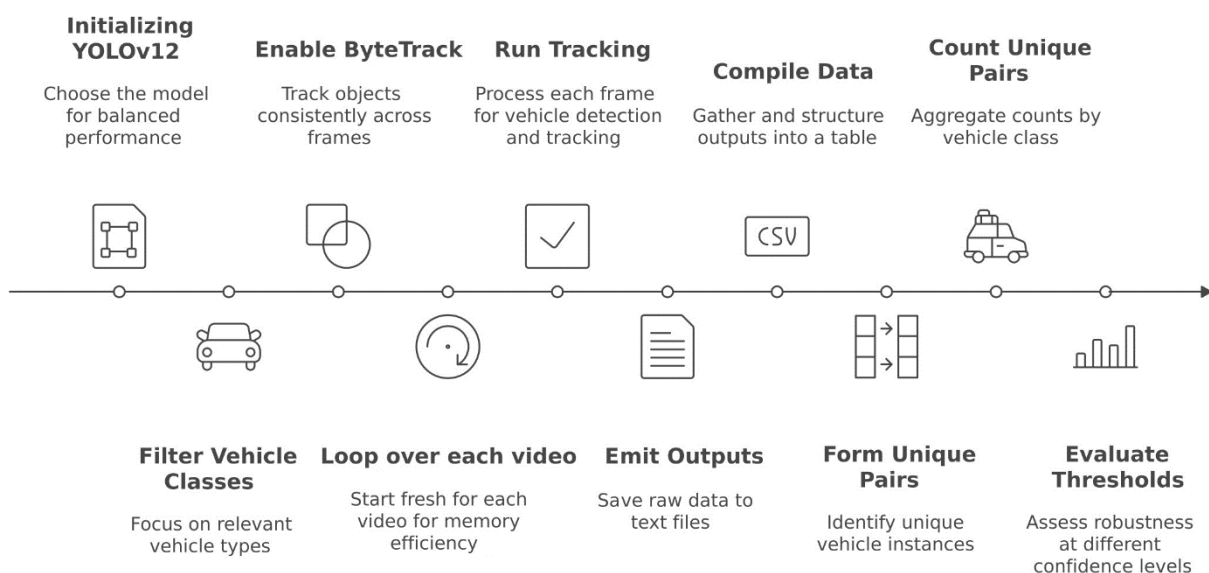 Initializing
YOLOv12
Choose the model
for balanced
performance
Enable ByteTrack
Track objects
consistently across
frames
Run Tracking
Process each frame
for vehicle detection
and tracking
Compile Data
Gather and structure
outputs into a table
Count Unique
Pairs
Aggregate counts by
vehicle class
CSV
Filter Vehicle
Classes
Focus on relevant
vehicle types
Loop over each video
Start fresh for each
video for memory
efficiency
Emit Outputs
Save raw data to
text files
Form Unique
Pairs
Identify unique
vehicle instances
Evaluate
Thresholds
Assess robustness
at different
confidence levels